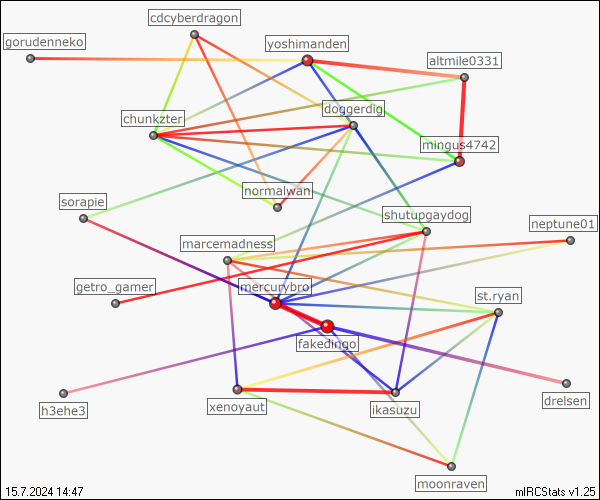 cdcyberdragon
gorudenneko
yoshimanden
altmile0331
doggerdig
chunkzter
mingus4742
normalwan
sorapie
shutupgaydog
neptune01
marcemadness
getro_gamer
mercurybro
st.ryan
fakedingo
h3ehe3
xenoyaut
ikasuzu
drelsen
moonraven
15.7.2024 14:47
mIRCStats v1.25